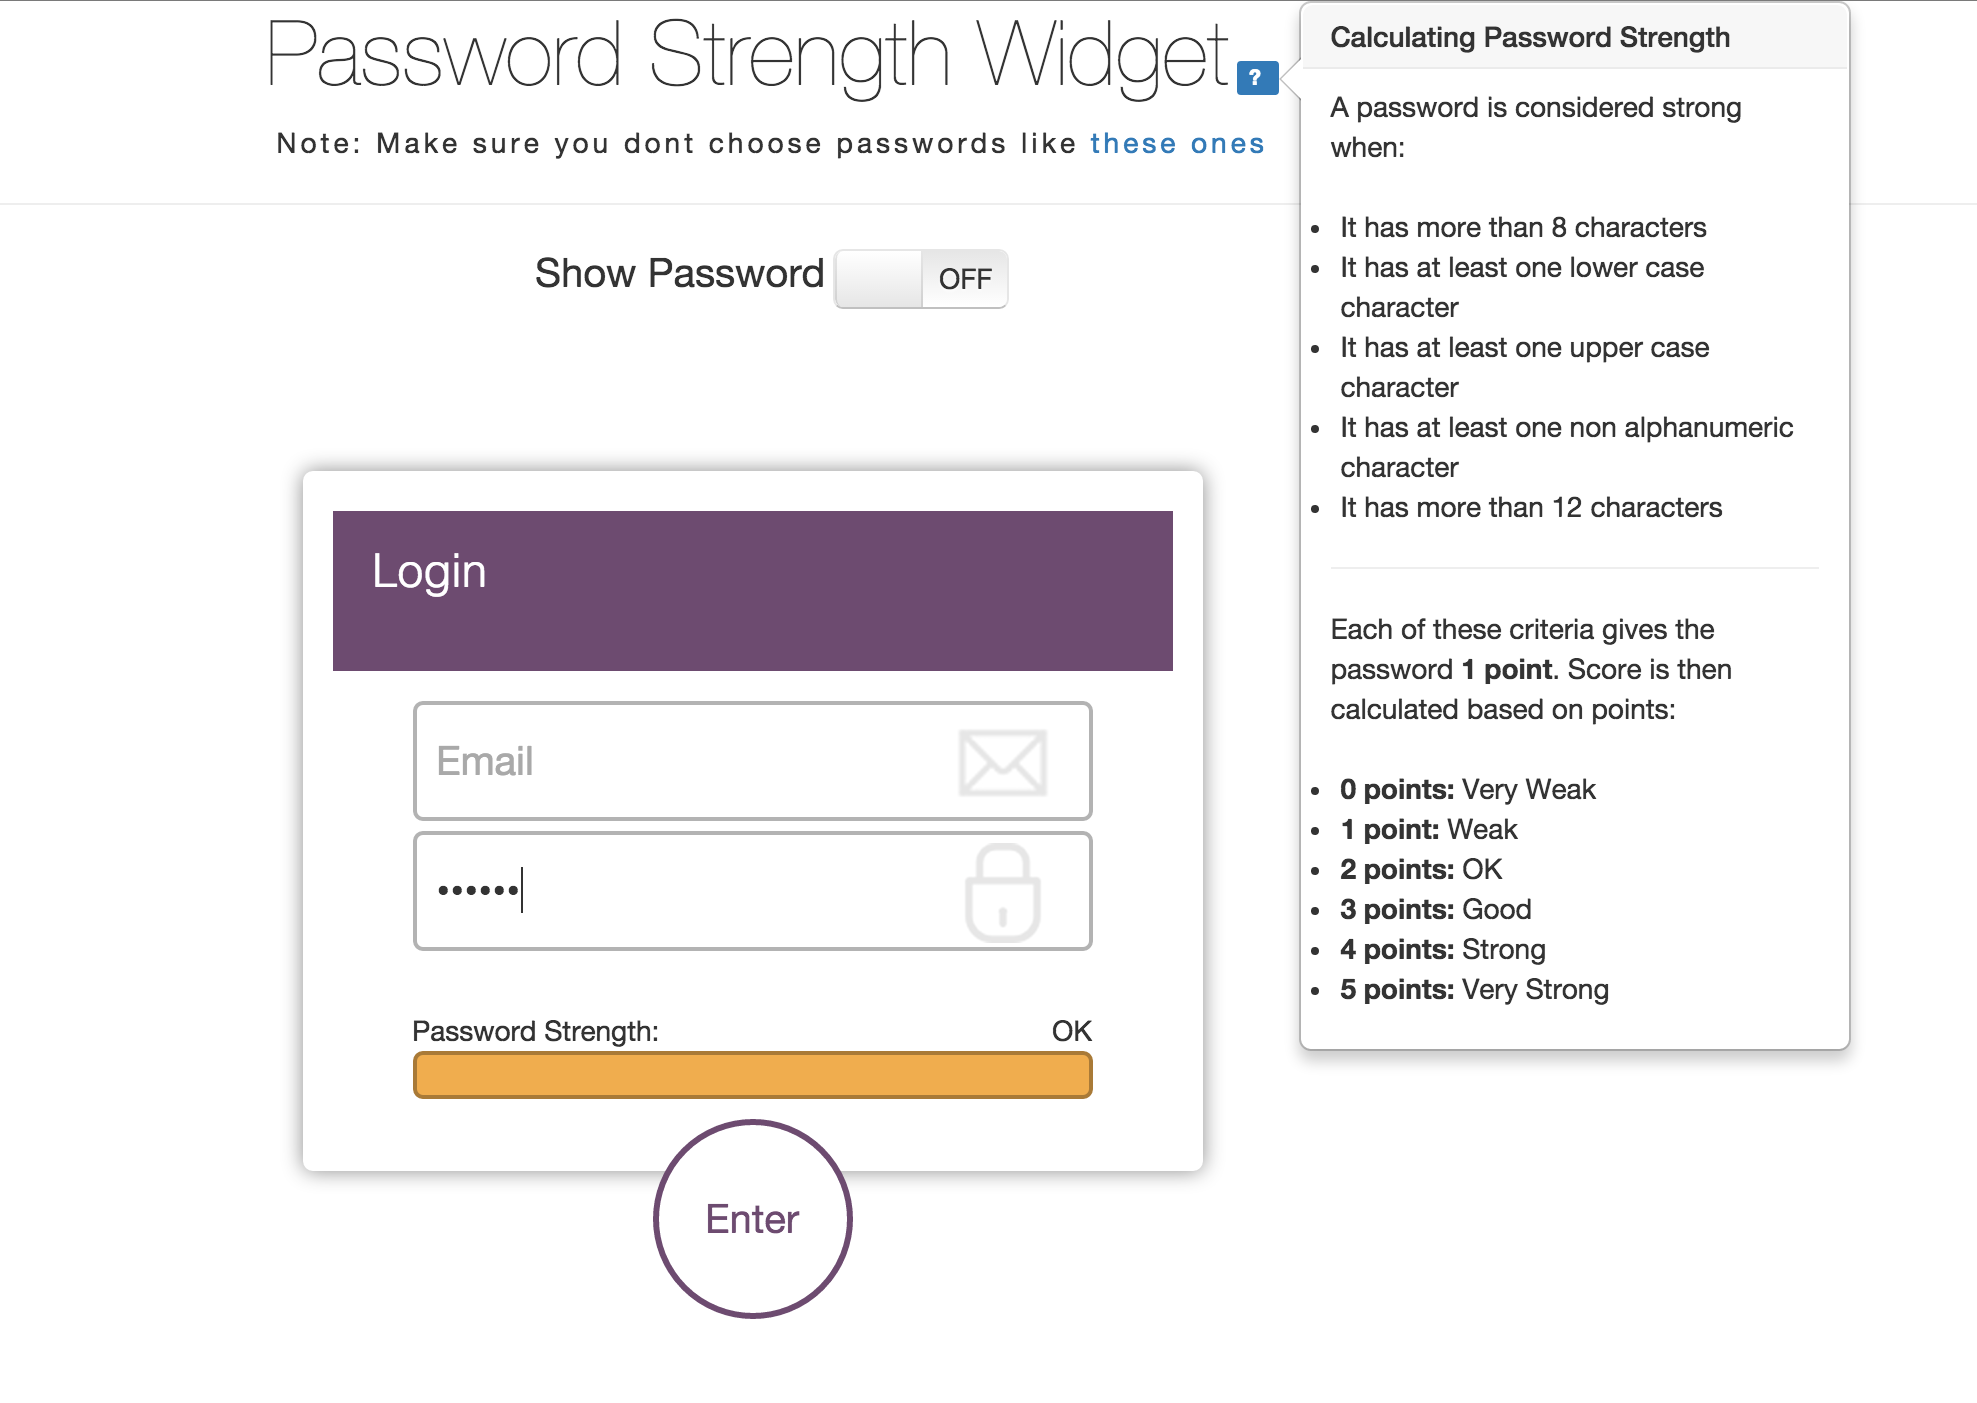 Password Strength Widget ?
Note: Make sure you dont choose passwords like these ones
Show Password OFF
Login
Email
••••••
Password Strength: OK
Enter
Calculating Password Strength
A password is considered strong
when:
• It has more than 8 characters
• It has at least one lower case
character
• It has at least one upper case
character
• It has at least one non alphanumeric
character
• It has more than 12 characters
Each of these criteria gives the
password 1 point. Score is then
calculated based on points:
• 0 points: Very Weak
• 1 point: Weak
• 2 points: OK
• 3 points: Good
• 4 points: Strong
• 5 points: Very Strong